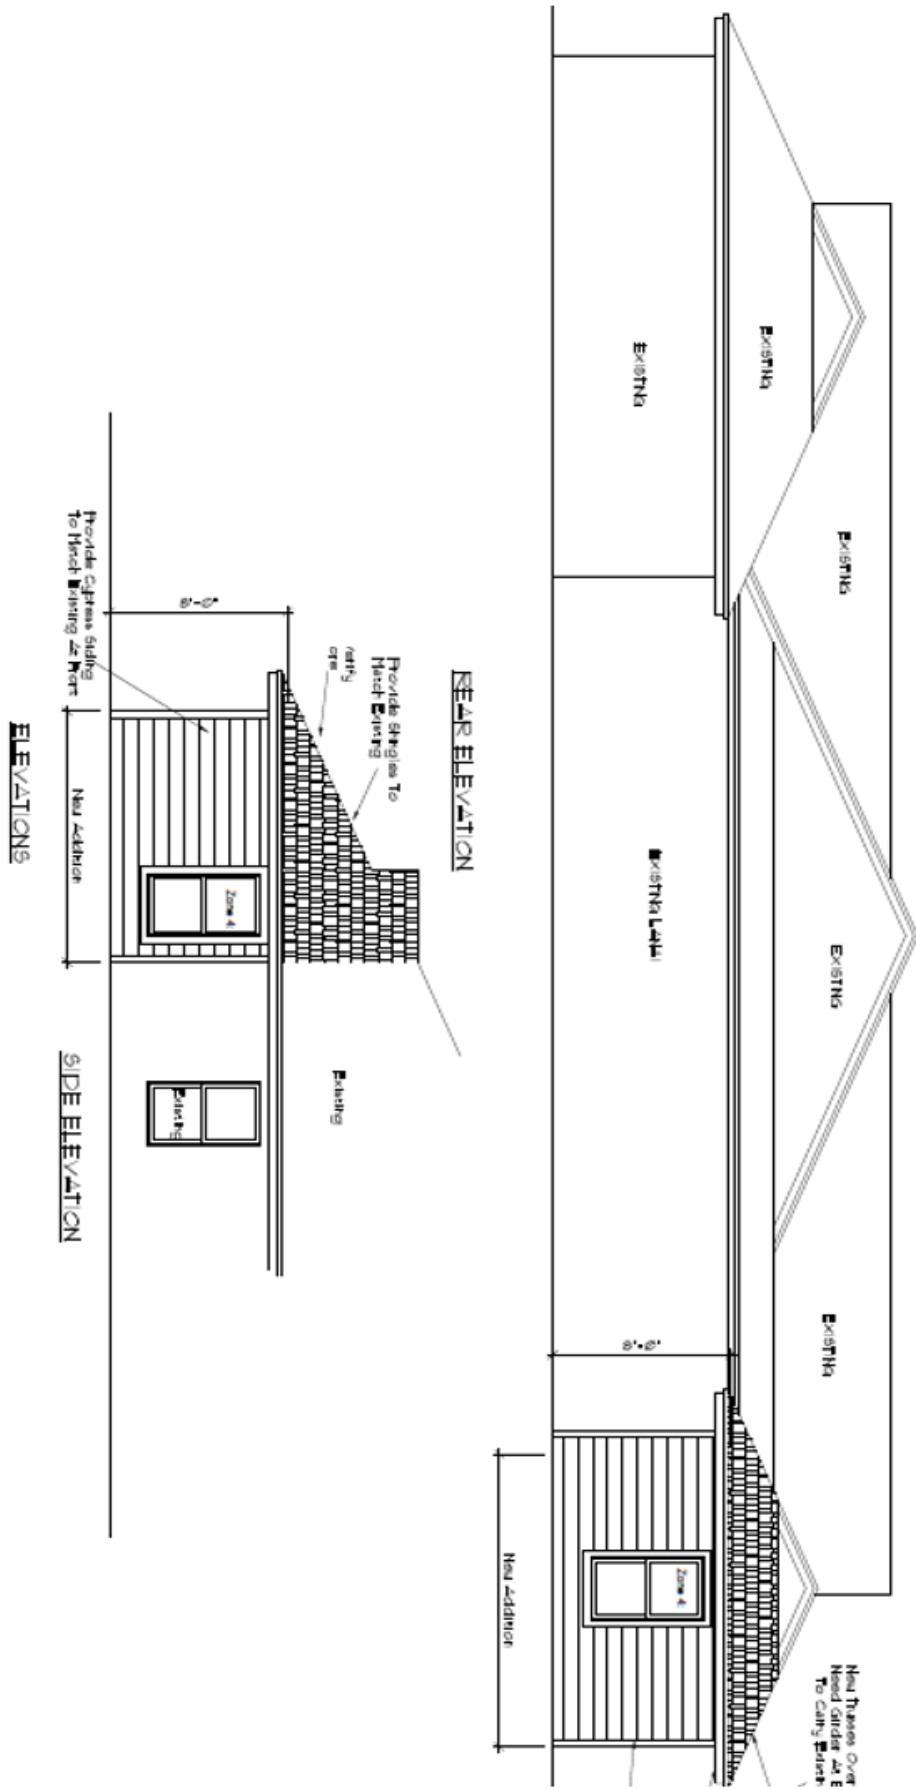 EXISTING
EXISTING
EXISTING
EXISTING
EXISTING
EXISTING LANAI
8'-0"
Zone 4:
New Addition
New Trusses Over
Need Girder At
To Carry
REAR ELEVATION
Provide Shingles To
Match Existing
Verify
8'-0"
Provide Cypress Siding
To Match Existing At Front
Zone 4:
New Addition
Existing
Existing
SIDE ELEVATION
ELEVATIONS